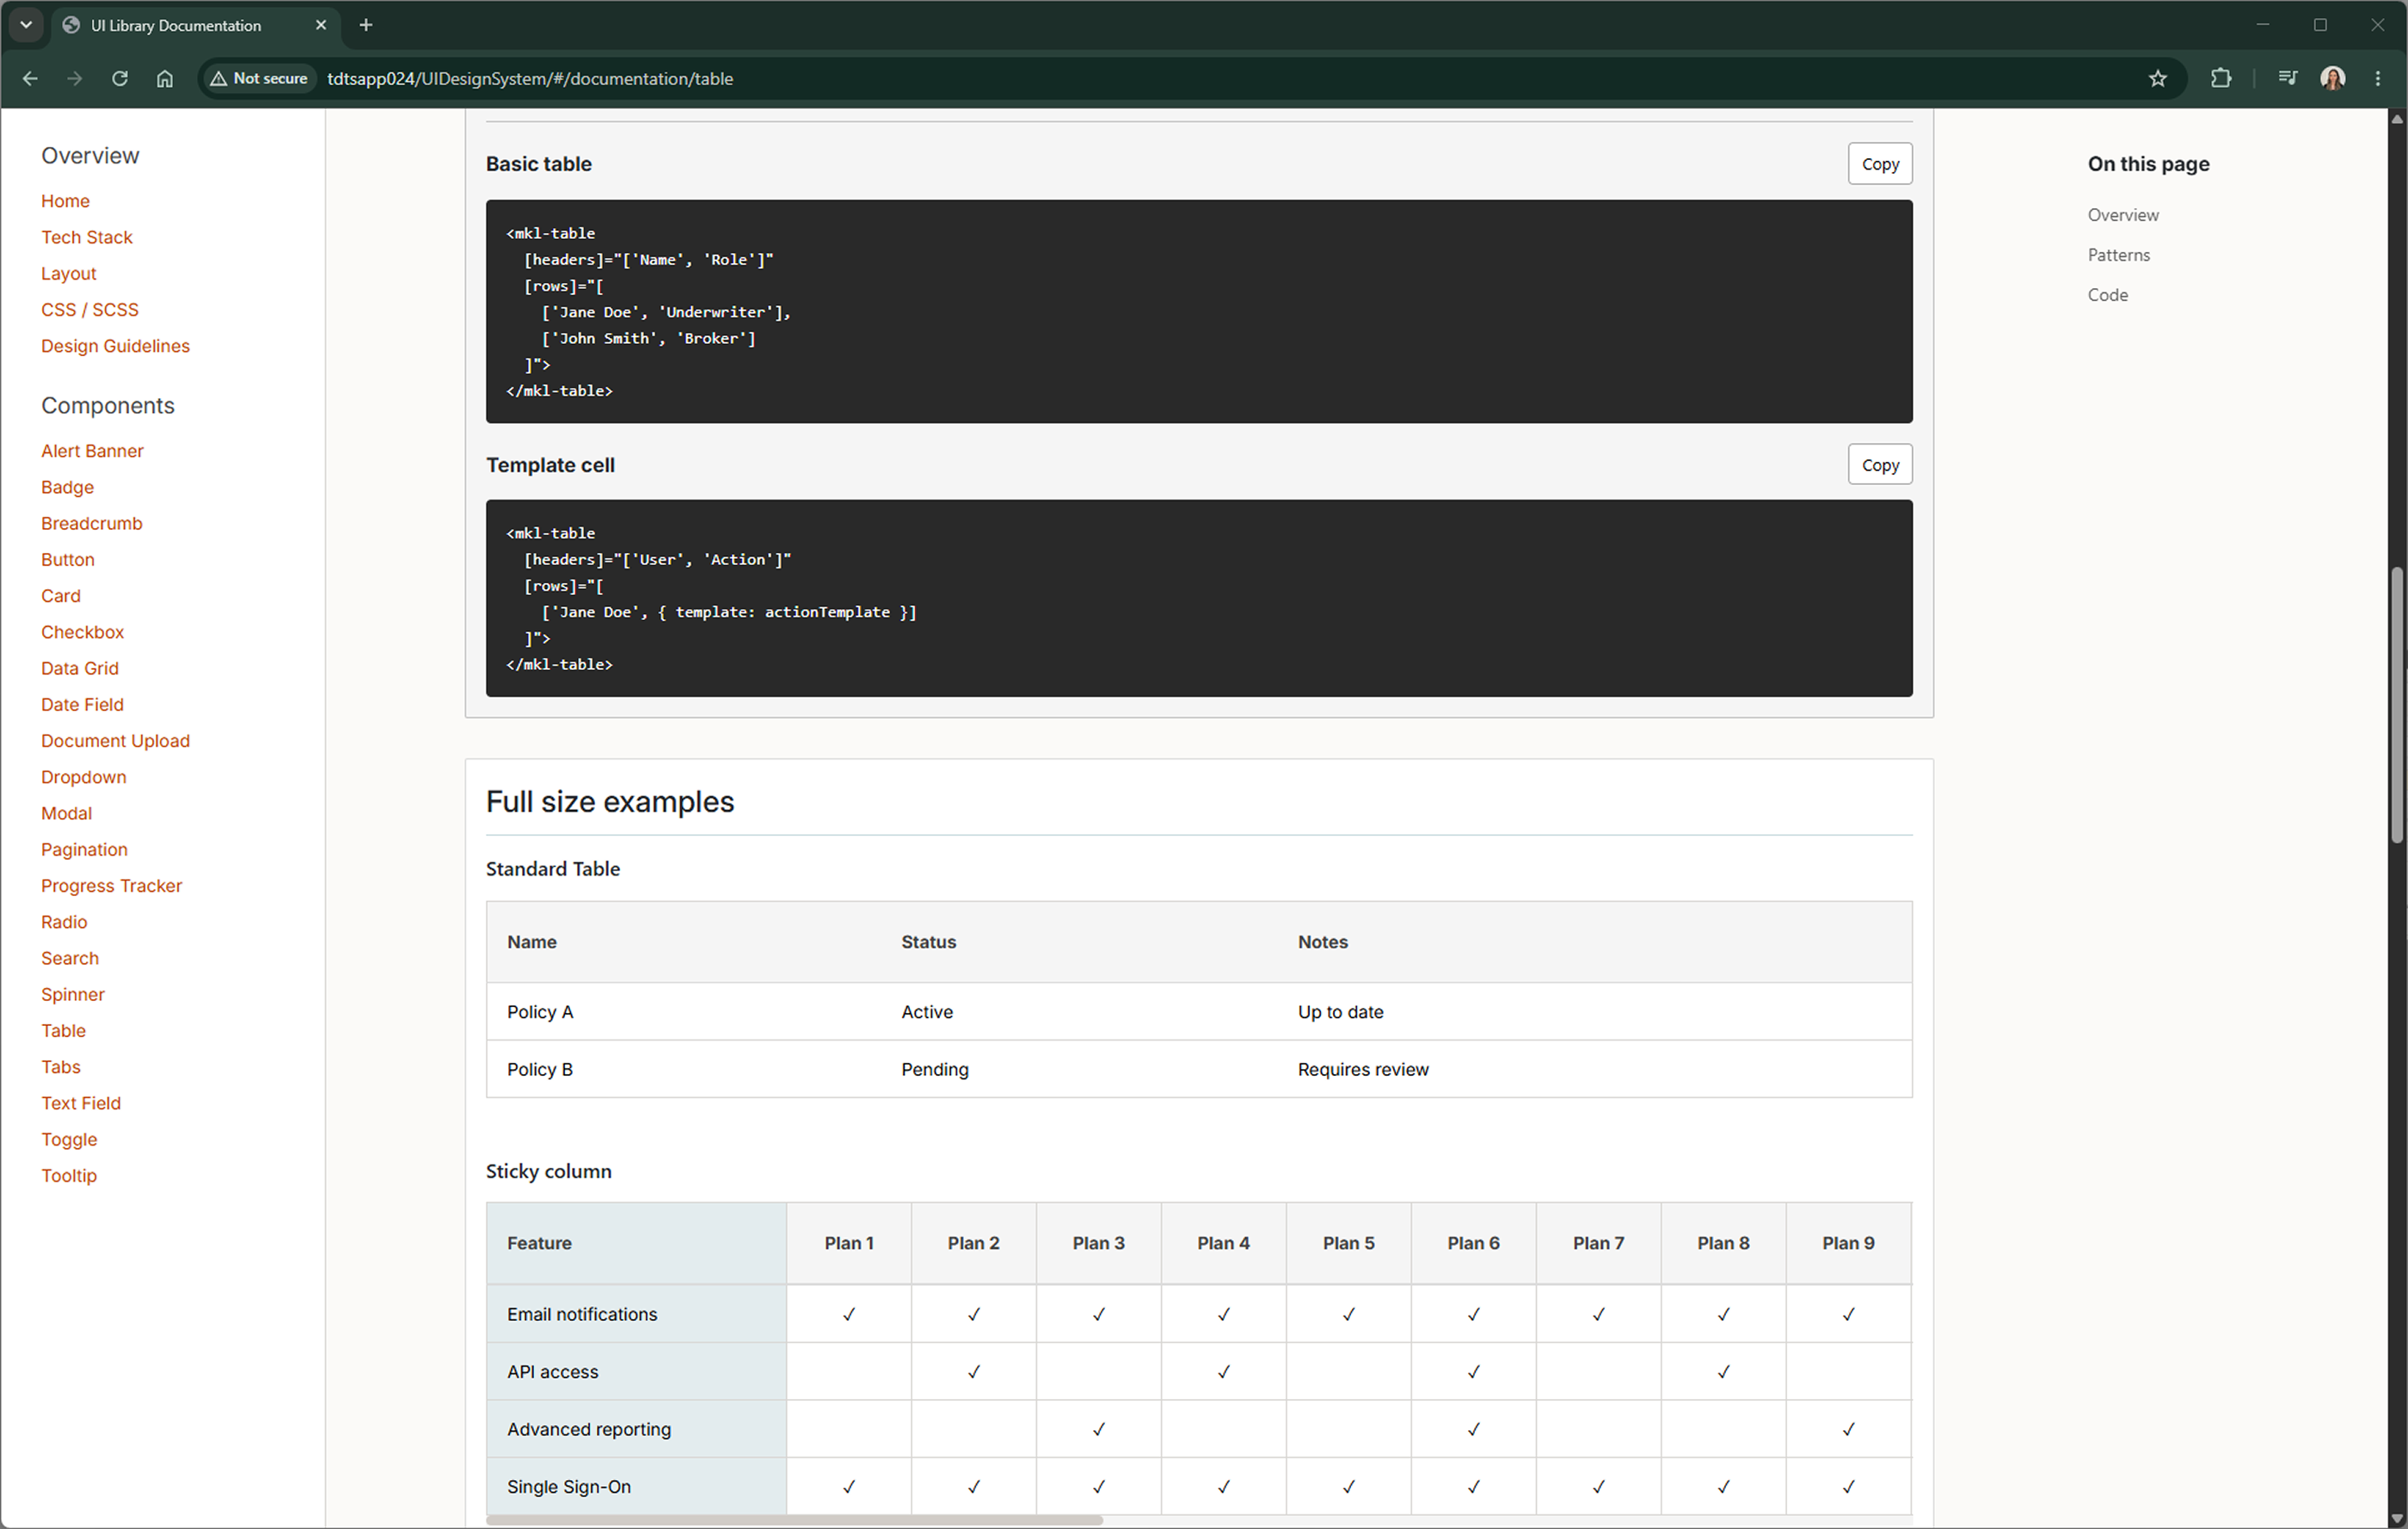 UI Library Documentation
Not secure
tdtsapp024/UIDesignSystem/#/documentation/table
Overview
Home
Tech Stack
Layout
CSS / SCSS
Design Guidelines
Components
Alert Banner
Badge
Breadcrumb
Button
Card
Checkbox
Data Grid
Date Field
Document Upload
Dropdown
Modal
Pagination
Progress Tracker
Radio
Search
Spinner
Table
Tabs
Text Field
Toggle
Tooltip
Basic table
Copy
<mkl-table
  [headers]="['Name', 'Role']"
  [rows]="[
    ['Jane Doe', 'Underwriter'],
    ['John Smith', 'Broker']
  ]">
</mkl-table>
Template cell
Copy
<mkl-table
  [headers]="['User', 'Action']"
  [rows]="[
    ['Jane Doe', { template: actionTemplate }]
  ]">
</mkl-table>
Full size examples
Standard Table
Name Status Notes
Policy A Active Up to date
Policy B Pending Requires review
Sticky column
Feature Plan 1 Plan 2 Plan 3 Plan 4 Plan 5 Plan 6 Plan 7 Plan 8 Plan 9
Email notifications ✓ ✓ ✓ ✓ ✓ ✓ ✓ ✓ ✓
API access ✓ ✓ ✓ ✓
Advanced reporting ✓ ✓ ✓
Single Sign-On ✓ ✓ ✓ ✓ ✓ ✓ ✓ ✓ ✓
On this page
Overview
Patterns
Code